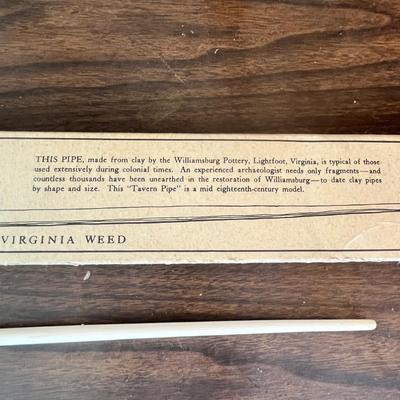 THIS PIPE, made from clay by the Williamsburg Pottery, Lightfoot, Virginia, is typical of those
used extensively during colonial times. An experienced archaeologist needs only fragments—and
countless thousands have been unearthed in the restoration of Williamsburg—to date clay pipes
by shape and size. This "Tavern Pipe" is a mid eighteenth-century model.
VIRGINIA WEED